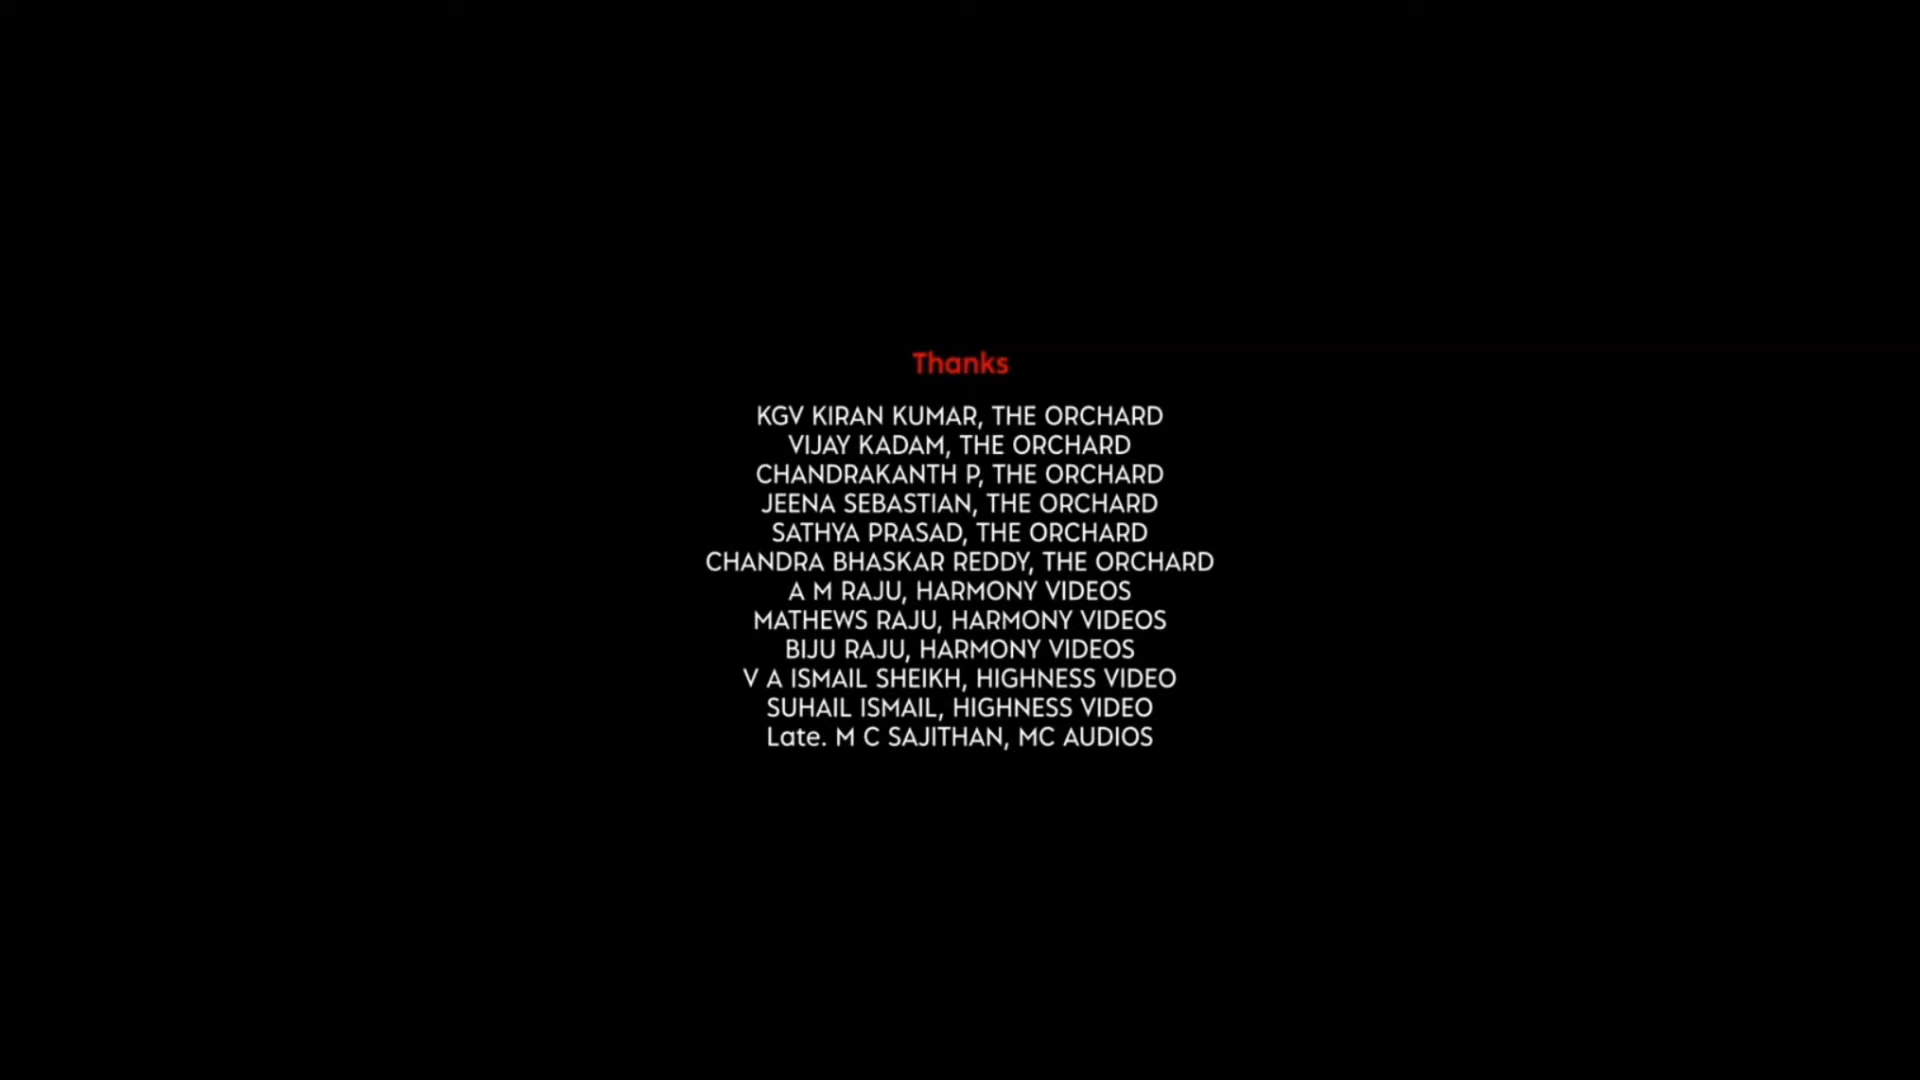 Thanks
KGV KIRAN KUMAR, THE ORCHARD
VIJAY KADAM, THE ORCHARD
CHANDRAKANTH P, THE ORCHARD
JEENA SEBASTIAN, THE ORCHARD
SATHYA PRASAD, THE ORCHARD
CHANDRA BHASKAR REDDY, THE ORCHARD
A M RAJU, HARMONY VIDEOS
MATHEWS RAJU, HARMONY VIDEOS
BIJU RAJU, HARMONY VIDEOS
V A ISMAIL SHEIKH, HIGHNESS VIDEO
SUHAIL ISMAIL, HIGHNESS VIDEO
Late. M C SAJITHAN, MC AUDIOS